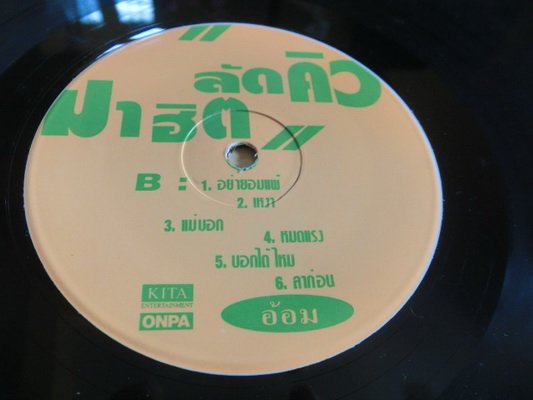 "ลัดคิว
ฝาฮิต"
B : 1. อย่ายอมแพ้
2. เหงา
3. แม่บอก
4. หมดแรง
5. บอกได้ไหม
6. ลาก่อน
KITA
ENTERTAINMENT
ONPA
อ้อม